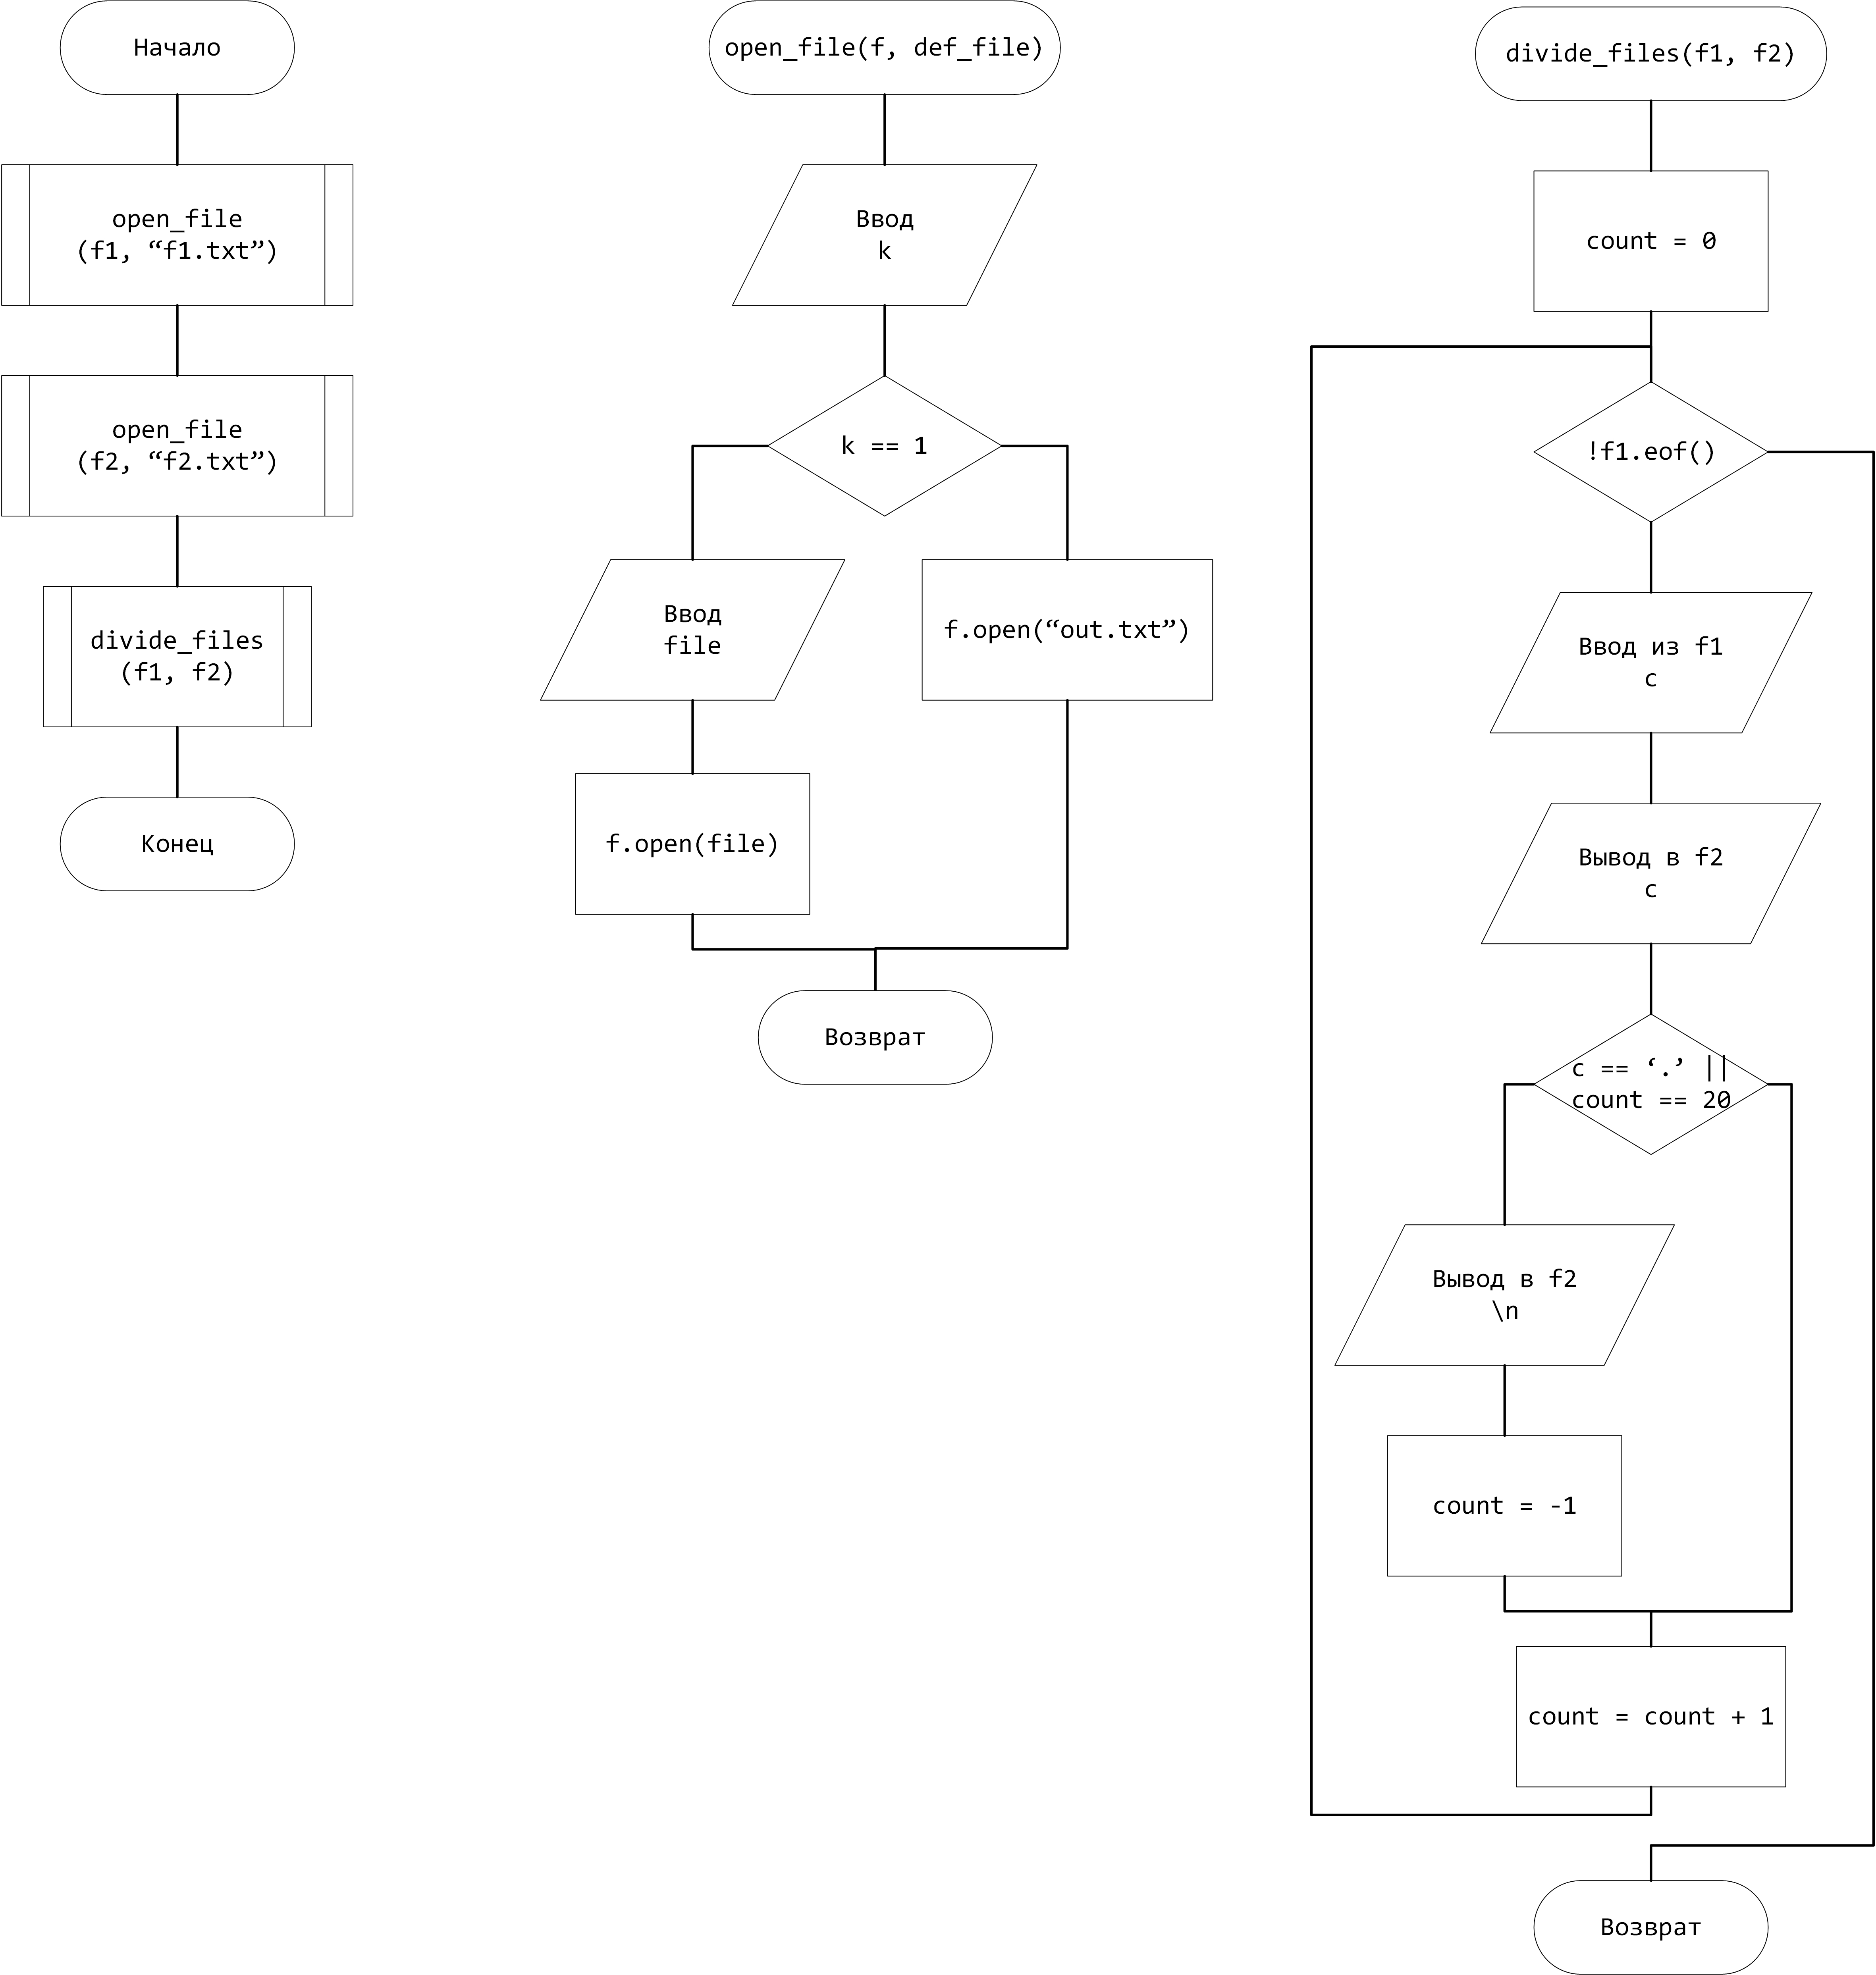 Начало
open_file
(f1, “f1.txt”)
open_file
(f2, “f2.txt”)
divide_files
(f1, f2)
Конец
open_file(f, def_file)
Ввод
k
k == 1
Ввод
file
f.open(“out.txt”)
f.open(file)
Возврат
divide_files(f1, f2)
count = 0
!f1.eof()
Ввод из f1
c
Вывод в f2
c
c == ‘.’ ||
count == 20
Вывод в f2
\n
count = -1
count = count + 1
Возврат